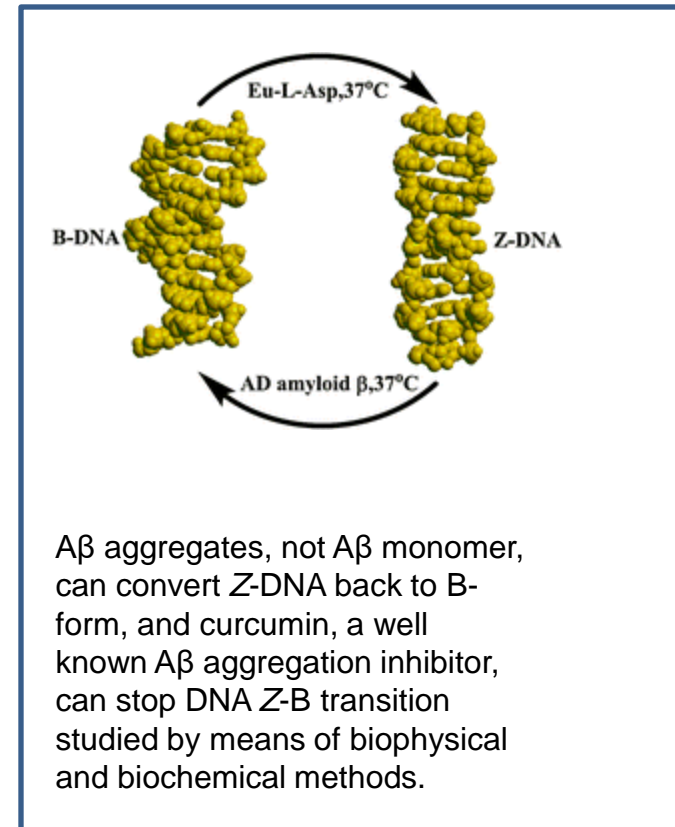 Eu-L-Asp,37°C
B-DNA
Z-DNA
AD amyloid β,37°C
Aβ aggregates, not Aβ monomer,
can convert Z-DNA back to B-
form, and curcumin, a well
known Aβ aggregation inhibitor,
can stop DNA Z-B transition
studied by means of biophysical
and biochemical methods.